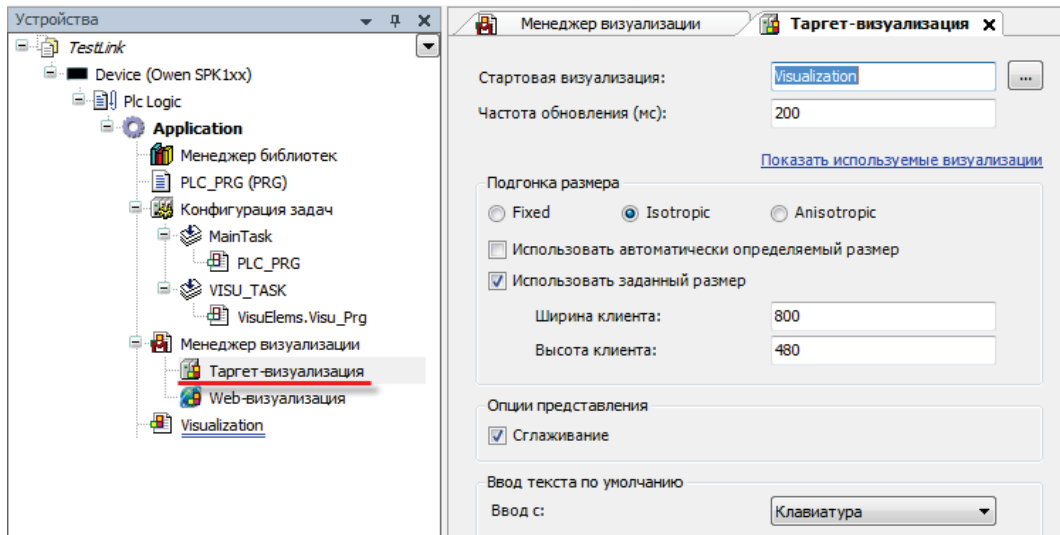 Устройства
TestLink
Device (Owen SPK1xx)
Plc Logic
Application
Менеджер библиотек
PLC_PRG (PRG)
Конфигурация задач
MainTask
PLC_PRG
VISU_TASK
VisuElems.Visu_Prg
Менеджер визуализации
Таргет-визуализация
Web-визуализация
Visualization
Менеджер визуализации
Таргет-визуализация
Стартовая визуализация:
Visualization
...
Частота обновления (мс):
200
Показать используемые визуализации
Подгонка размера
Fixed
Isotropic
Anisotropic
Использовать автоматически определяемый размер
Использовать заданный размер
Ширина клиента:
800
Высота клиента:
480
Опции представления
Сглаживание
Ввод текста по умолчанию
Ввод с:
Клавиатура